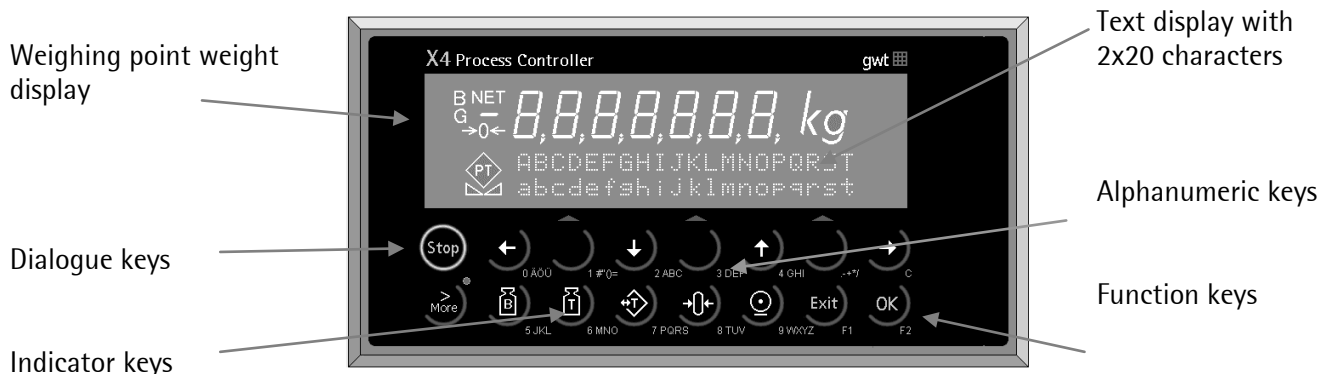 Weighing point weight
display
Text display with
2x20 characters
X4 Process Controller
gwt
B NET
G
→0←
8,8,8,8,8,8,8, kg
PT
ABCDEFGHIJKLMNOPQRST
abcdefghijklmnopqrst
Alphanumeric keys
Dialogue keys
Stop
← ↓ ↑ →
0 ÄÖÜ 1 #"()= 2 ABC 3 DEF 4 GHI .-+*/ C
Function keys
> More B T ↔T →0← Exit OK
5 JKL 6 MNO 7 PQRS 8 TUV 9 WXYZ F1 F2
Indicator keys